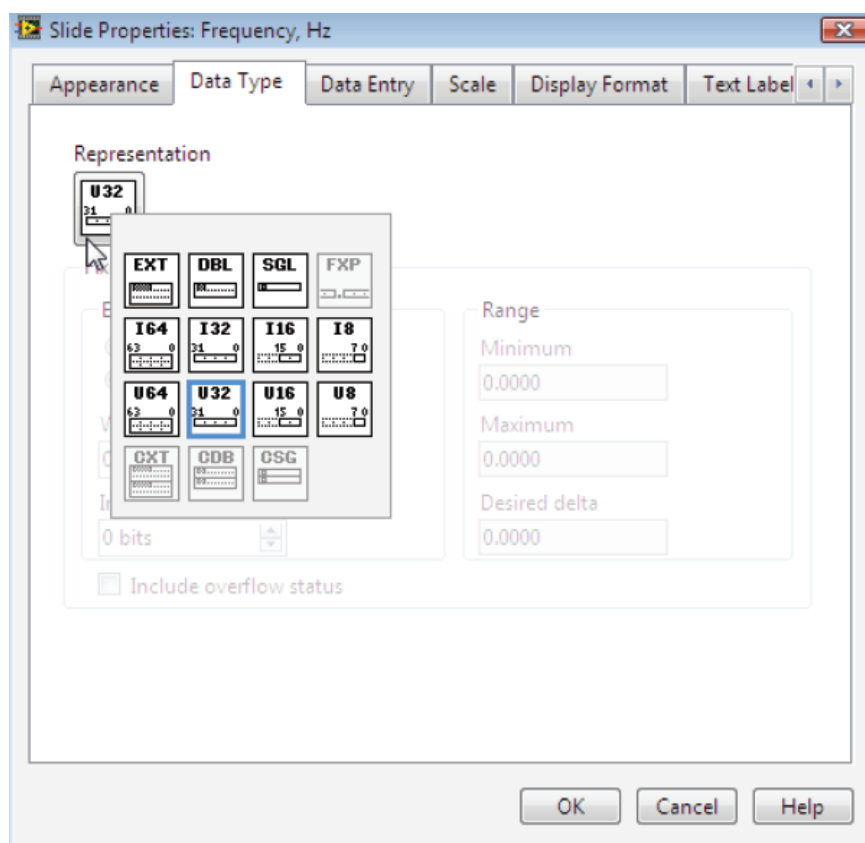 Slide Properties: Frequency, Hz
Appearance Data Type Data Entry Scale Display Format Text Label
Representation
U32
31 0
EXT DBL SGL FXP
I64 I32 I16 I8
63 0 31 0 15 0 7 0
U64 U32 U16 U8
63 0 31 0 15 0 7 0
CXT CDB CSG
Range
Minimum
0.0000
Maximum
0.0000
Desired delta
0 bits 0.0000
Include overflow status
OK Cancel Help